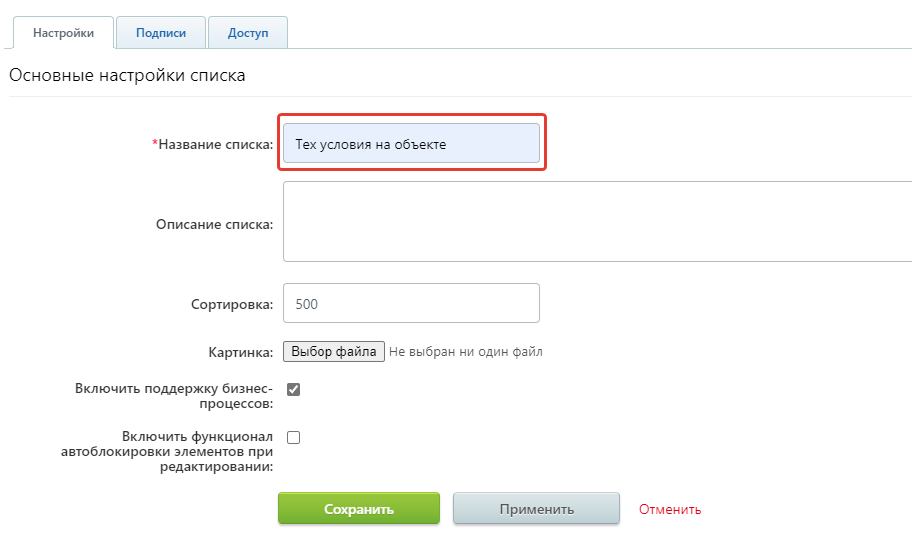 Настройки Подписи Доступ
Основные настройки списка
*Название списка: Тех условия на объекте
Описание списка:
Сортировка: 500
Картинка: Выбор файла Не выбран ни один файл
Включить поддержку бизнес-
процессов:
Включить функционал
автоблокировки элементов при
редактировании:
Сохранить Применить Отменить